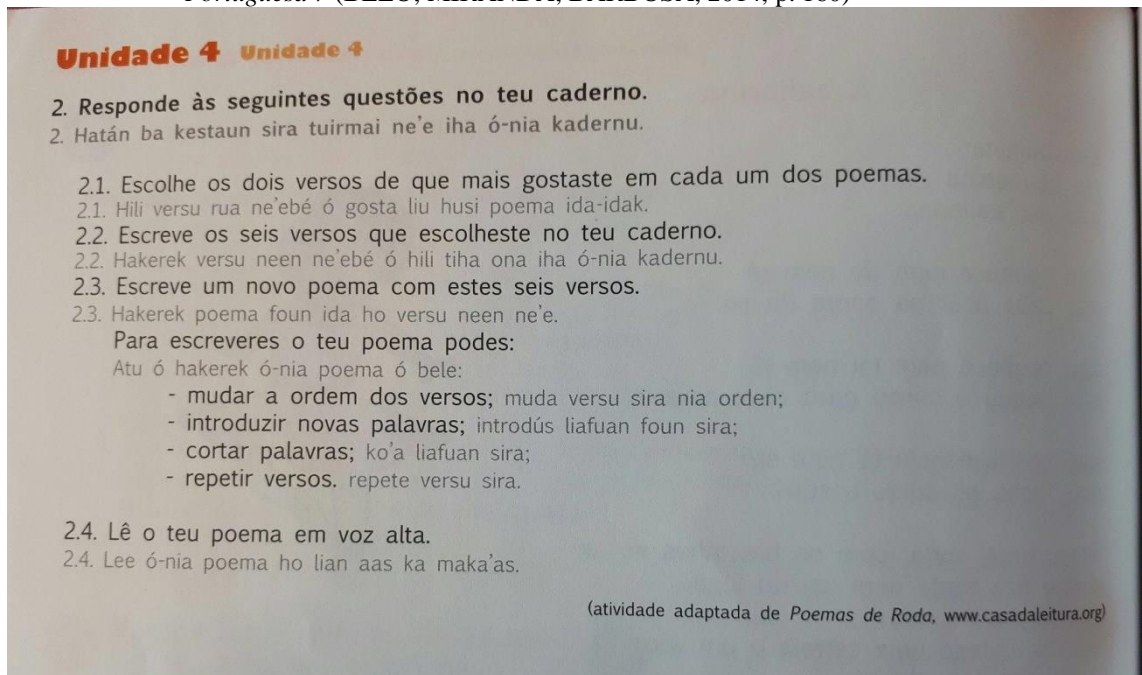 (BELO, MIRANDA, BARBOSA, 2014, p. 180)
Unidade 4 Unidade 4
2. Responde às seguintes questões no teu caderno.
2. Hatán ba kestaun sira tuirmai ne'e iha ó-nia kadernu.
2.1. Escolhe os dois versos de que mais gostaste em cada um dos poemas.
2.1. Hili versu rua ne'ebé ó gosta liu husi poema ida-idak.
2.2. Escreve os seis versos que escolheste no teu caderno.
2.2. Hakerek versu neen ne'ebé ó hili tiha ona iha ó-nia kadernu.
2.3. Escreve um novo poema com estes seis versos.
2.3. Hakerek poema foun ida ho versu neen ne'e.
Para escreveres o teu poema podes:
Atu ó hakerek ó-nia poema ó bele:
- mudar a ordem dos versos; muda versu sira nia orden;
- introduzir novas palavras; introdús liafuan foun sira;
- cortar palavras; ko'a liafuan sira;
- repetir versos. repete versu sira.
2.4. Lê o teu poema em voz alta.
2.4. Lee ó-nia poema ho lian aas ka maka'as.
(atividade adaptada de Poemas de Roda, www.casadaleitura.org)